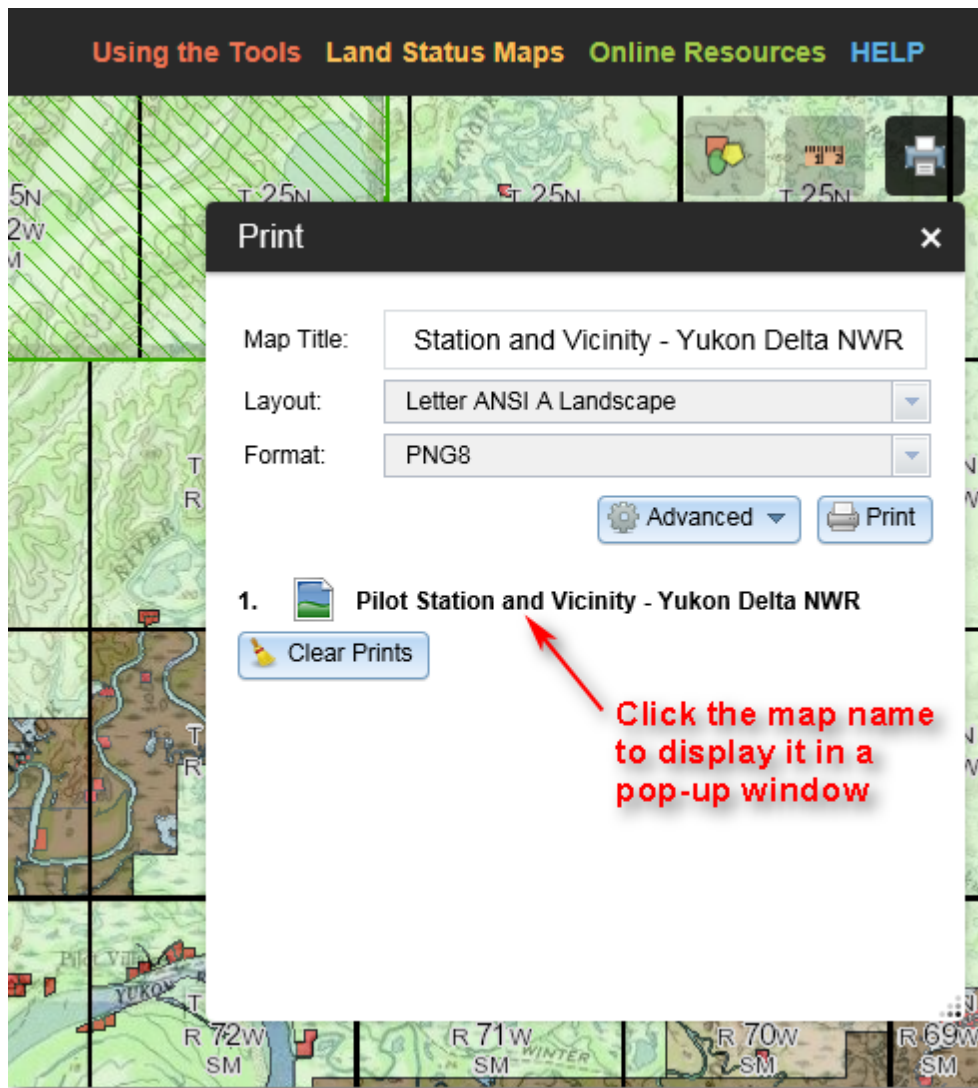 Using the Tools Land Status Maps Online Resources HELP
5N T 25N T 25N T 25N
2W
M
Print
Map Title: Station and Vicinity - Yukon Delta NWR
Layout: Letter ANSI A Landscape
Format: PNG8
T
R
RIVER
Advanced Print
1. Pilot Station and Vicinity - Yukon Delta NWR
Clear Prints
Click the map name
to display it in a
pop-up window
T
R
YUKON
T
R 72W R 71W R 70W R 69W
WINTER
SM SM SM SM